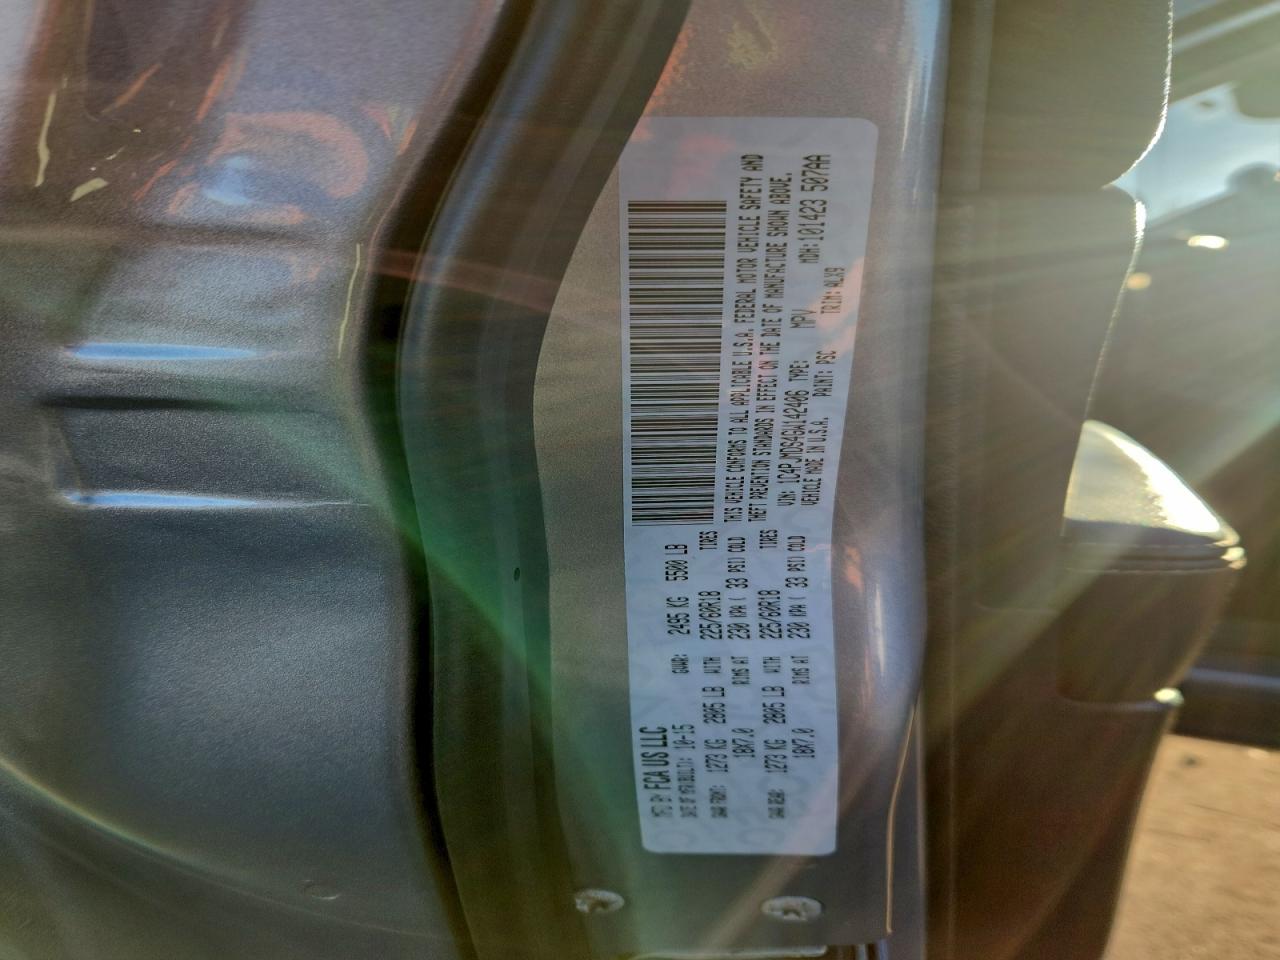 MFD BY FCA US LLC
DATE OF MFR(BUILT): 10-15 GVWR: 2495 KG 5500 LB
GAWR FRONT: 1273 KG 2805 LB WITH 225/60R18 TIRES
18X7.0 RIMS AT 230 KPA ( 33 PSI) COLD
GAWR REAR: 1273 KG 2805 LB WITH 225/60R18 TIRES
18X7.0 RIMS AT 230 KPA ( 33 PSI) COLD
THIS VEHICLE CONFORMS TO ALL APPLICABLE U.S.A. FEDERAL MOTOR VEHICLE SAFETY AND
THEFT PREVENTION STANDARDS IN EFFECT ON THE DATE OF MANUFACTURE SHOWN ABOVE.
VIN: 1C4PJMDS4GW142406 TYPE: MPV MDH:101423 507AA
VEHICLE MADE IN U.S.A. PAINT: PSC TRIM: ALX9